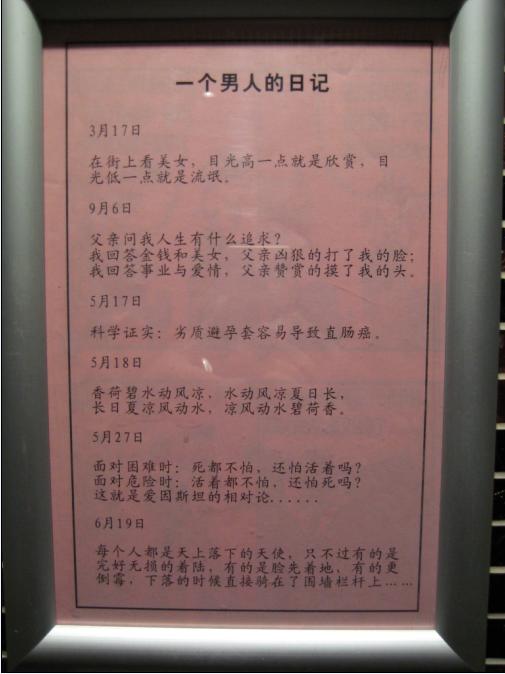 一个男人的日记
3月17日
在街上看美女，目光高一点就是欣赏，目
光低一点就是流氓。
9月6日
父亲问我人生有什么追求？
我回答金钱和美女，父亲凶狠的打了我的脸；
我回答事业与爱情，父亲赞赏的摸了我的头。
5月17日
科学证实：劣质避孕套容易导致直肠癌。
5月18日
香荷碧水动风凉，水动风凉夏日长，
长日夏凉风动水，凉风动水碧荷香。
5月27日
面对困难时：死都不怕，还怕活着吗？
面对危险时：活着都不怕，还怕死吗？
这就是爱因斯坦的相对论......
6月19日
每个人都是天上落下的天使，只不过有的是
完好无损的着陆，有的是脸先着地，有的更
倒霉，下落的时候直接骑在了围墙栏杆上……